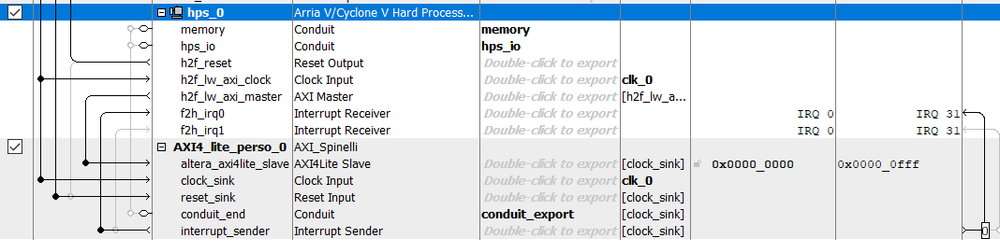 hps_0 Arria V/Cyclone V Hard Process...
memory Conduit memory
hps_io Conduit hps_io
h2f_reset Reset Output Double-click to export
h2f_lw_axi_clock Clock Input Double-click to export clk_0
h2f_lw_axi_master AXI Master Double-click to export [h2f_lw_a...
f2h_irq0 Interrupt Receiver Double-click to export IRQ 0 IRQ 31
f2h_irq1 Interrupt Receiver Double-click to export IRQ 0 IRQ 31
AXI4_lite_perso_0 AXI_Spinelli
altera_axi4lite_slave AXI4Lite Slave Double-click to export [clock_sink] 0x0000_0000 0x0000_0fff
clock_sink Clock Input Double-click to export clk_0
reset_sink Reset Input Double-click to export [clock_sink]
conduit_end Conduit conduit_export [clock_sink]
interrupt_sender Interrupt Sender Double-click to export [clock_sink] 0